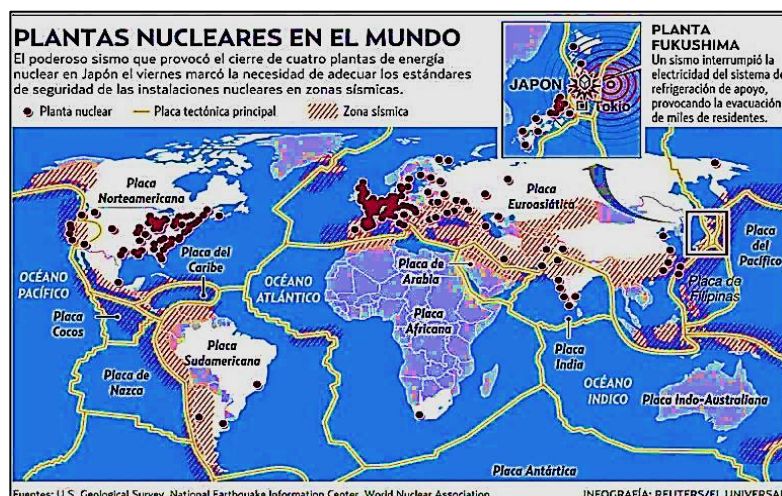 PLANTAS NUCLEARES EN EL MUNDO
El poderoso sismo que provocó el cierre de cuatro plantas de energía
nuclear en Japón el viernes marcó la necesidad de adecuar los estándares
de seguridad de las instalaciones nucleares en zonas sísmicas.
Planta nuclear
Placa tectónica principal
Zona sísmica
JAPON
Tokio
PLANTA
FUKUSHIMA
Un sismo interrumpió la
electricidad del sistema de
refrigeración de apoyo,
provocando la evacuación
de miles de residentes.
Placa
Norteamericana
Placa
Euroasiática
Placa
del
Pacífico
Placa del
Caribe
Placa de
Arabia
OCÉANO
PACÍFICO
OCÉANO
ATLÁNTICO
Placa de
Filipinas
Placa
Cocos
Placa
Africana
Placa
Sudamericana
Placa
India
Placa de
Nazca
OCÉANO
INDICO
Placa Indo-Australiana
Placa Antártica
Fuentes: U.S. Geological Survey, National Earthquake Information Center, World Nuclear Association
INFOGRAFÍA: REUTERS/EL UNIVERSAL